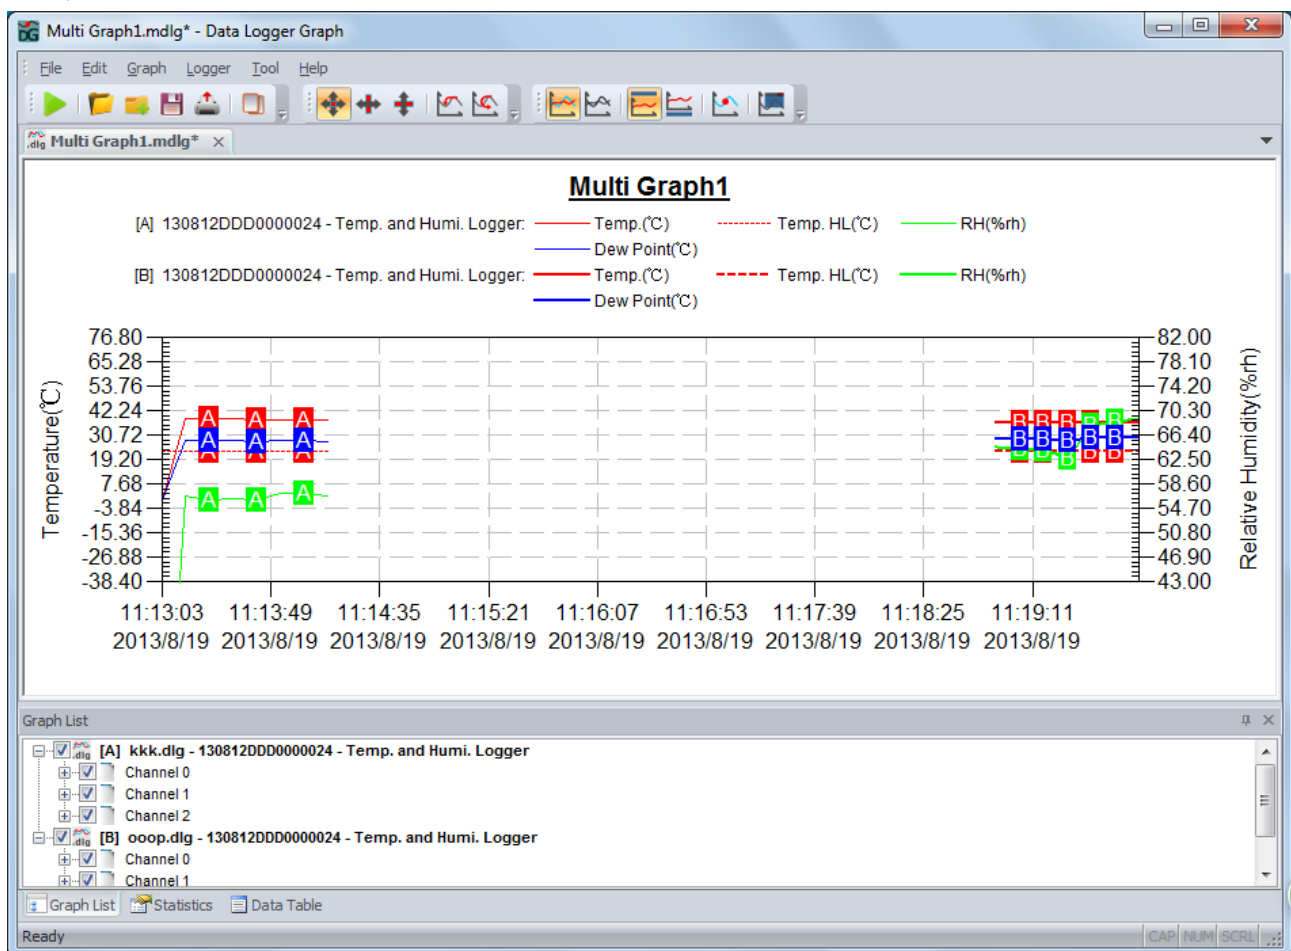 Multi Graph1.mdlg* - Data Logger Graph
File Edit Graph Logger Tool Help
Multi Graph1.mdlg*
Multi Graph1
[A] 130812DDD0000024 - Temp. and Humi. Logger: Temp.(℃) Temp. HL(℃) RH(%rh)
Dew Point(℃)
[B] 130812DDD0000024 - Temp. and Humi. Logger: Temp.(℃) Temp. HL(℃) RH(%rh)
Dew Point(℃)
Temperature(℃)
76.80
65.28
53.76
42.24
30.72
19.20
7.68
-3.84
-15.36
-26.88
-38.40
A A A
A A A
A A A
A A A
B B B B B
B B B B B
B B B B B
82.00
78.10
74.20
70.30
66.40
62.50
58.60
54.70
50.80
46.90
43.00
Relative Humidity(%rh)
11:13:03 11:13:49 11:14:35 11:15:21 11:16:07 11:16:53 11:17:39 11:18:25 11:19:11
2013/8/19 2013/8/19 2013/8/19 2013/8/19 2013/8/19 2013/8/19 2013/8/19 2013/8/19 2013/8/19
Graph List
[A] kkk.dlg - 130812DDD0000024 - Temp. and Humi. Logger
Channel 0
Channel 1
Channel 2
[B] ooop.dlg - 130812DDD0000024 - Temp. and Humi. Logger
Channel 0
Channel 1
Graph List Statistics Data Table
Ready CAP NUM SCRL